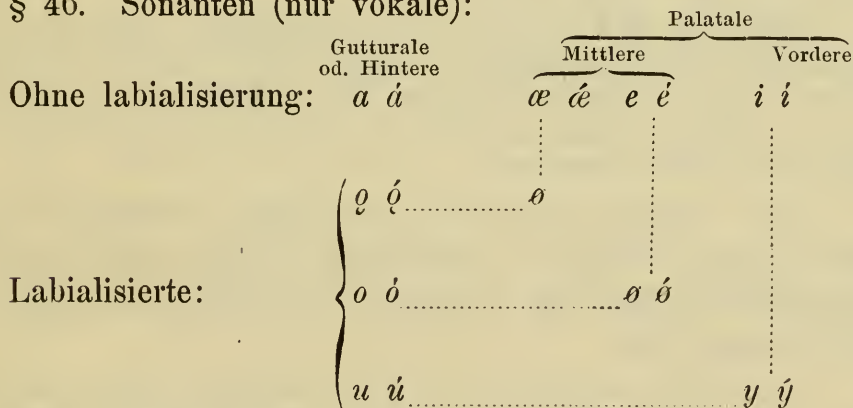 § 46. Sonanten (nur vokale):
Palatale
Gutturale
od. Hintere
Mittlere
Vordere
Ohne labialisierung: a á æ ǽ e é i í
ǫ ǫ́ ø
Labialisierte: o ó ø ǿ
u ú y ý